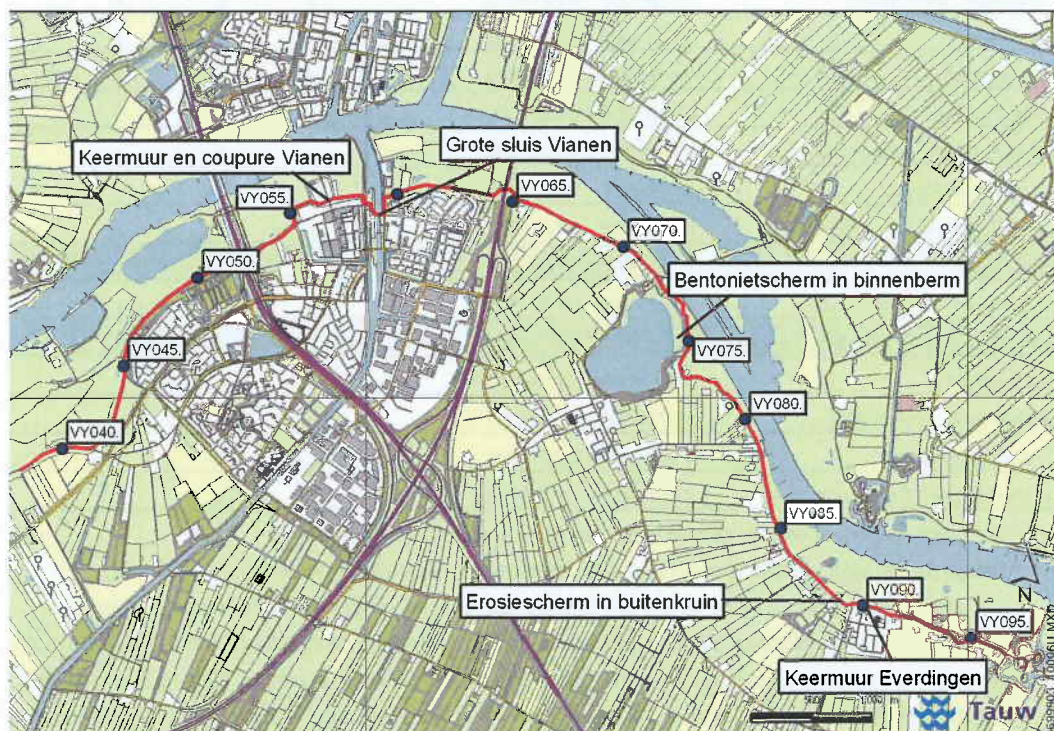 Keermuur en coupure Vianen
Grote sluis Vianen
VY055.
VY065.
VY070.
VY050.
Bentonietscherm in binnenberm
VY045.
VY075.
VY080.
VY040.
VY085.
Erosiescherm in buitenkruin
VY090.
N
VY095.
Keermuur Everdingen
Tauw